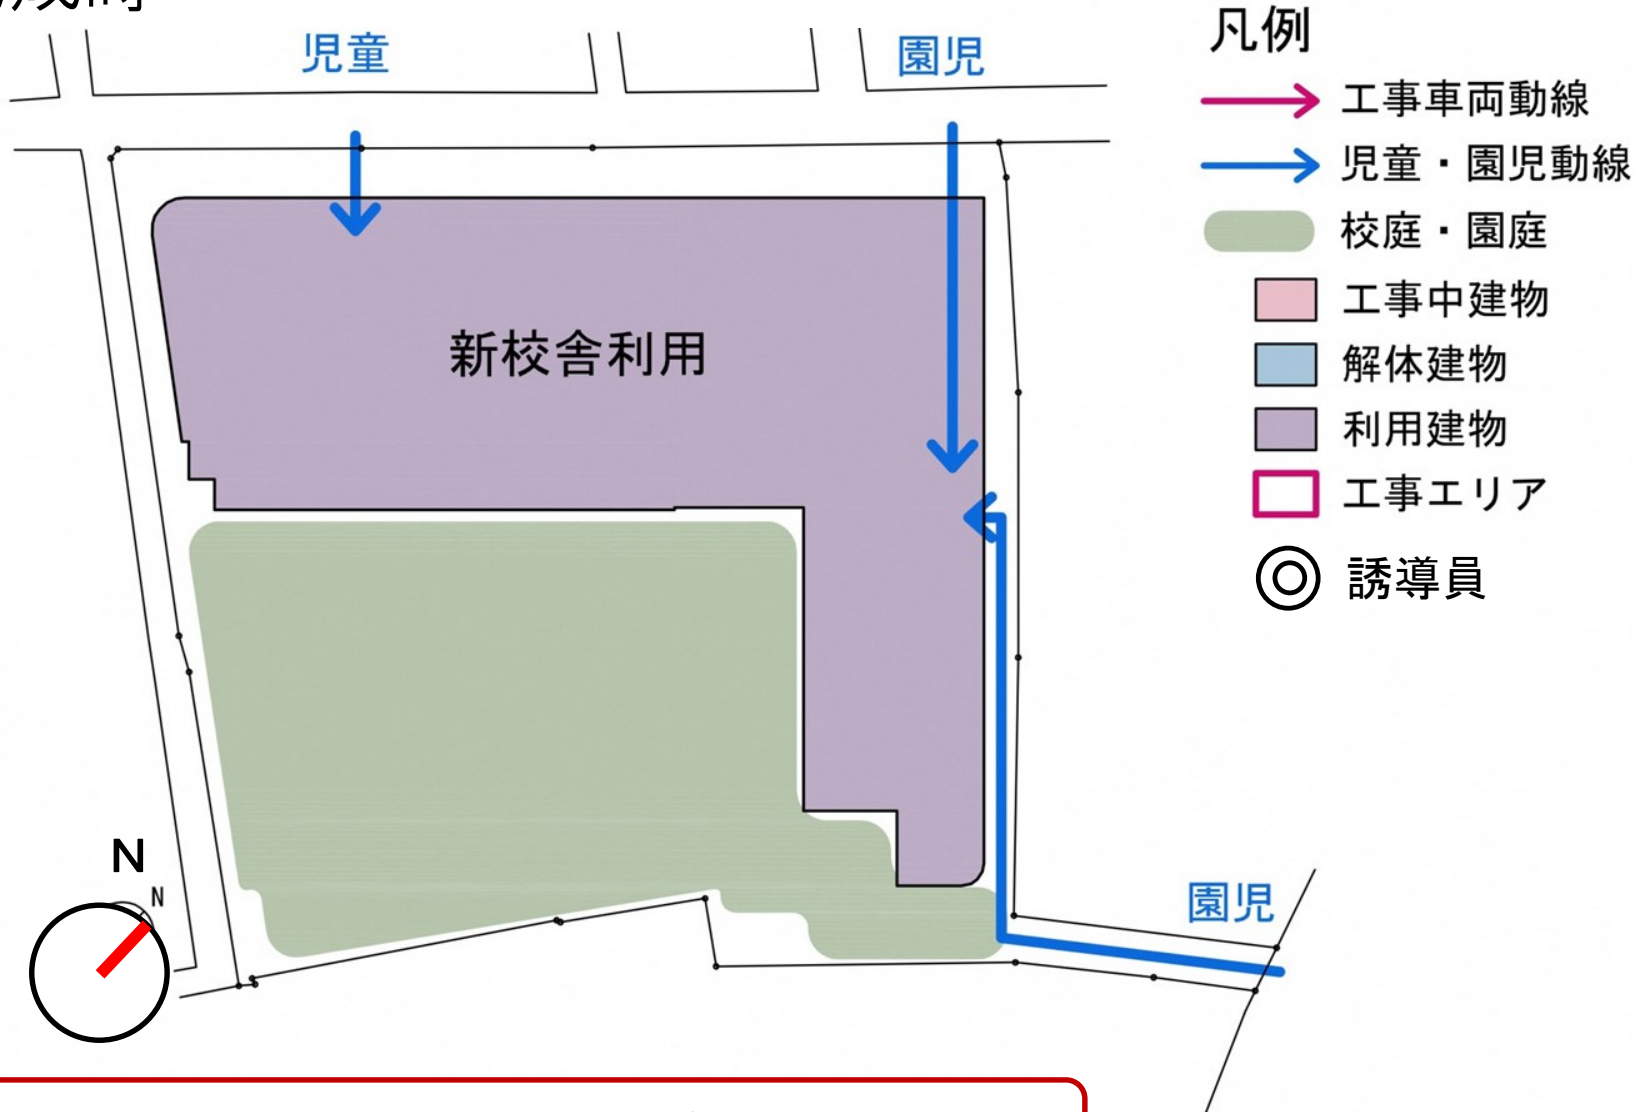 児童
園児
新校舎利用
園児
N
N
凡例
工事車両動線
児童・園児動線
校庭・園庭
工事中建物
解体建物
利用建物
工事エリア
誘導員